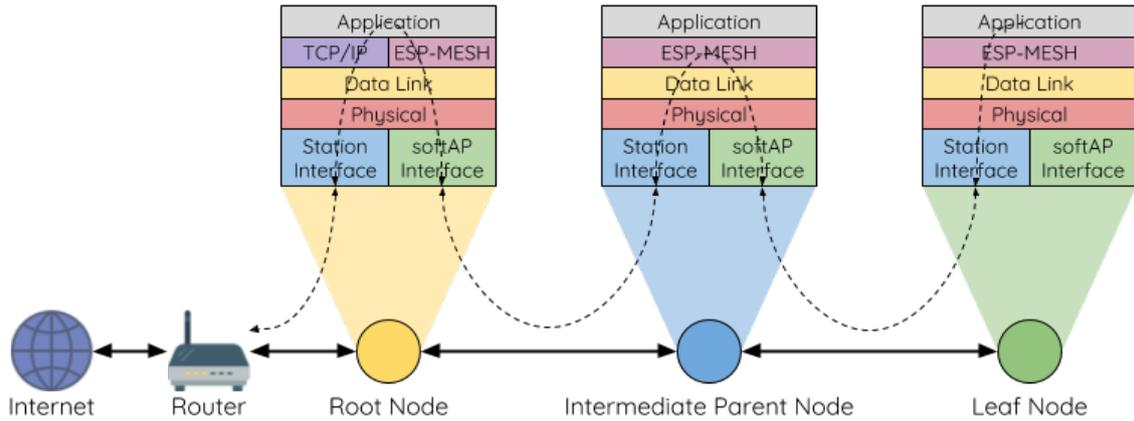 Application
TCP/IP ESP-MESH
Data Link
Physical
Station Interface
softAP Interface
Application
ESP-MESH
Data Link
Physical
Station Interface
softAP Interface
Application
ESP-MESH
Data Link
Physical
Station Interface
softAP Interface
Internet
Router
Root Node
Intermediate Parent Node
Leaf Node